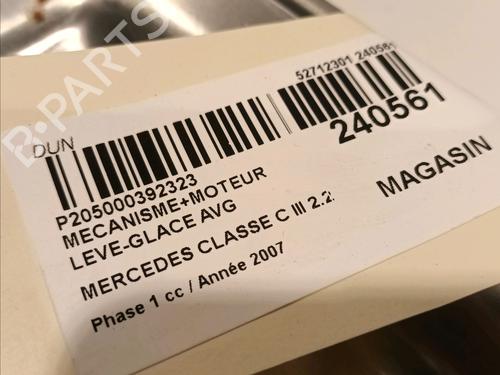 B-PARTS
DUN
52712301 240561
240561
P205000392323
MECANISME+MOTEUR
LEVE-GLACE AVG
MAGASIN
MERCEDES CLASSE C III 2.2
Phase 1 cc / Année 2007